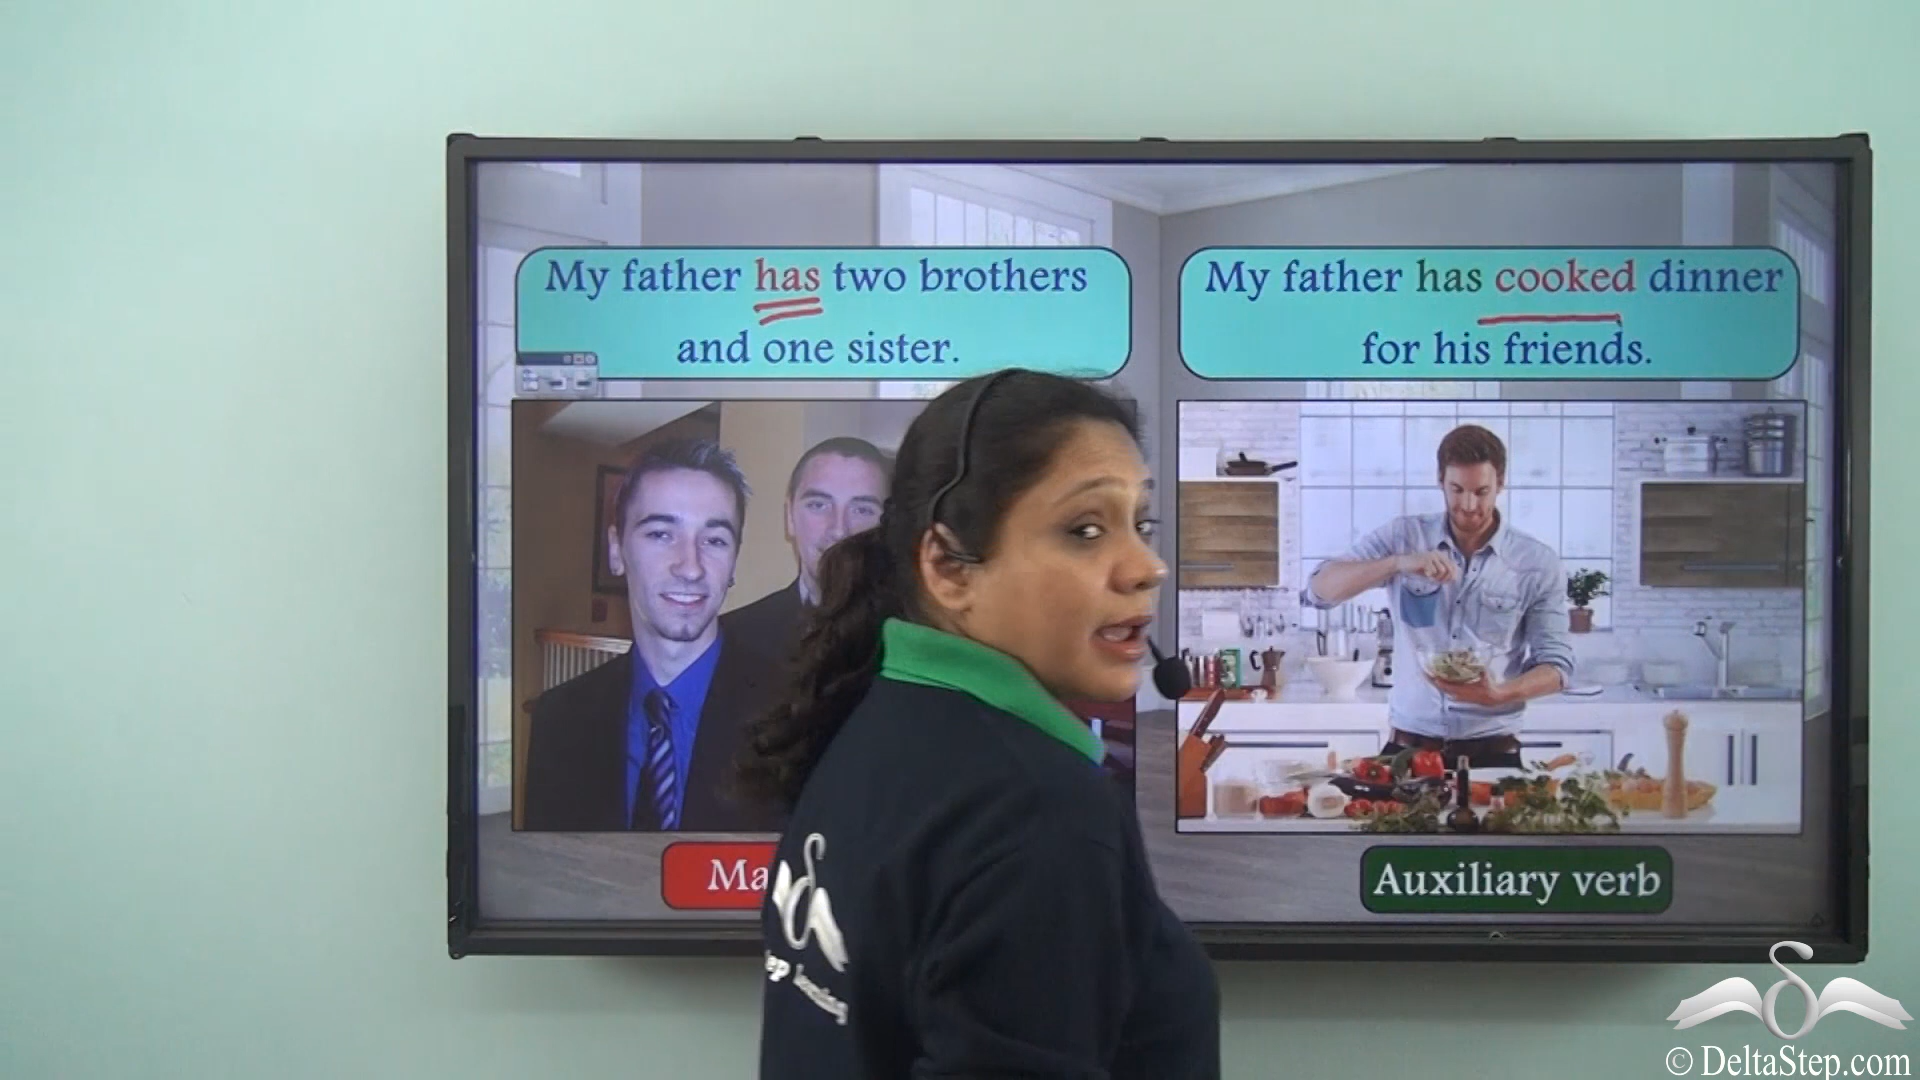 My father has two brothers
and one sister.
My father has cooked dinner
for his friends.
Auxiliary verb
© DeltaStep.com